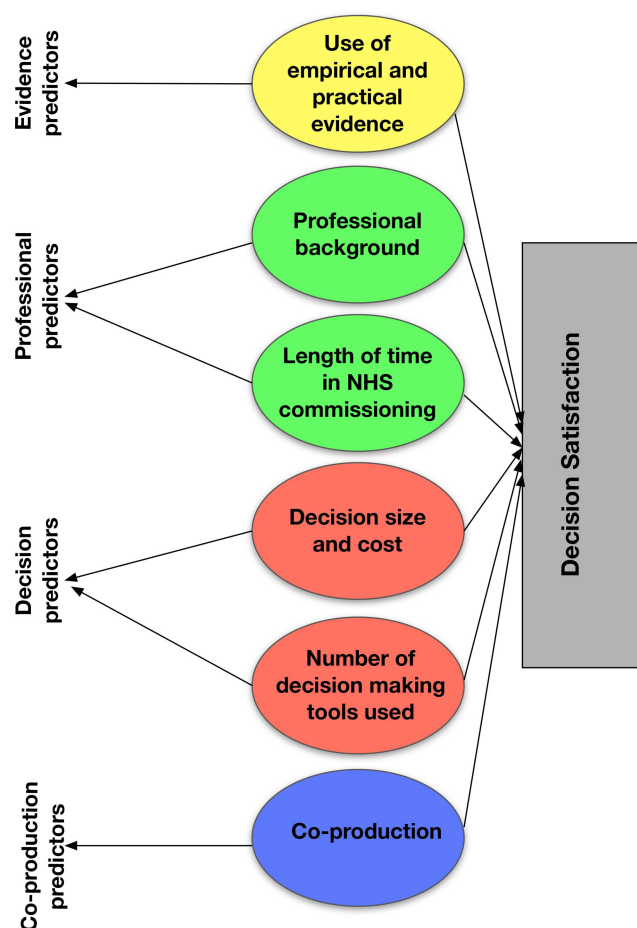 Evidence
predictors
Use of
empirical and
practical
evidence
Professional
predictors
Professional
background
Length of time
in NHS
commissioning
Decision
predictors
Decision size
and cost
Number of
decision making
tools used
Co-production
predictors
Co-production
Decision Satisfaction